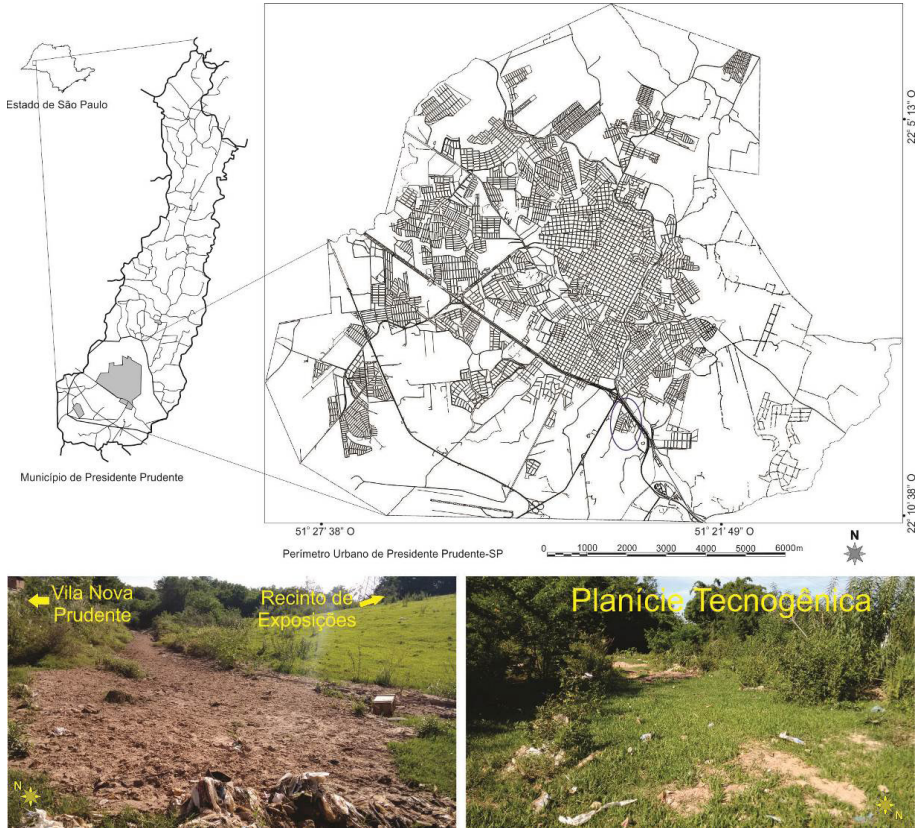 Estado de São Paulo
Município de Presidente Prudente
22° 5' 13" O
22° 10' 38" O
51° 27' 38" O
51° 21' 49" O
Perímetro Urbano de Presidente Prudente-SP
0 1000 2000 3000 4000 5000 6000m
N
Vila Nova
Prudente
Recinto de
Exposições
N
Planície Tecnogênica
N